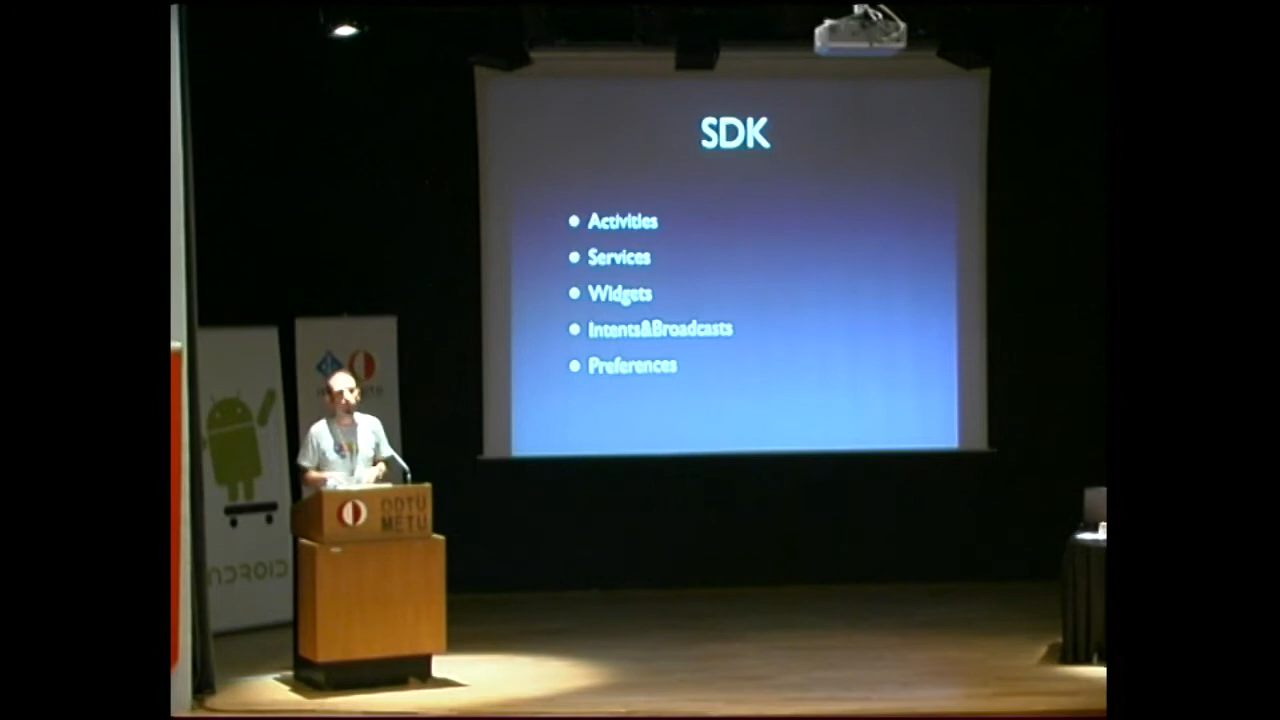 SDK
Activities
Services
Widgets
Intents&Broadcasts
Preferences
ODTÜ
METU
ANDROID